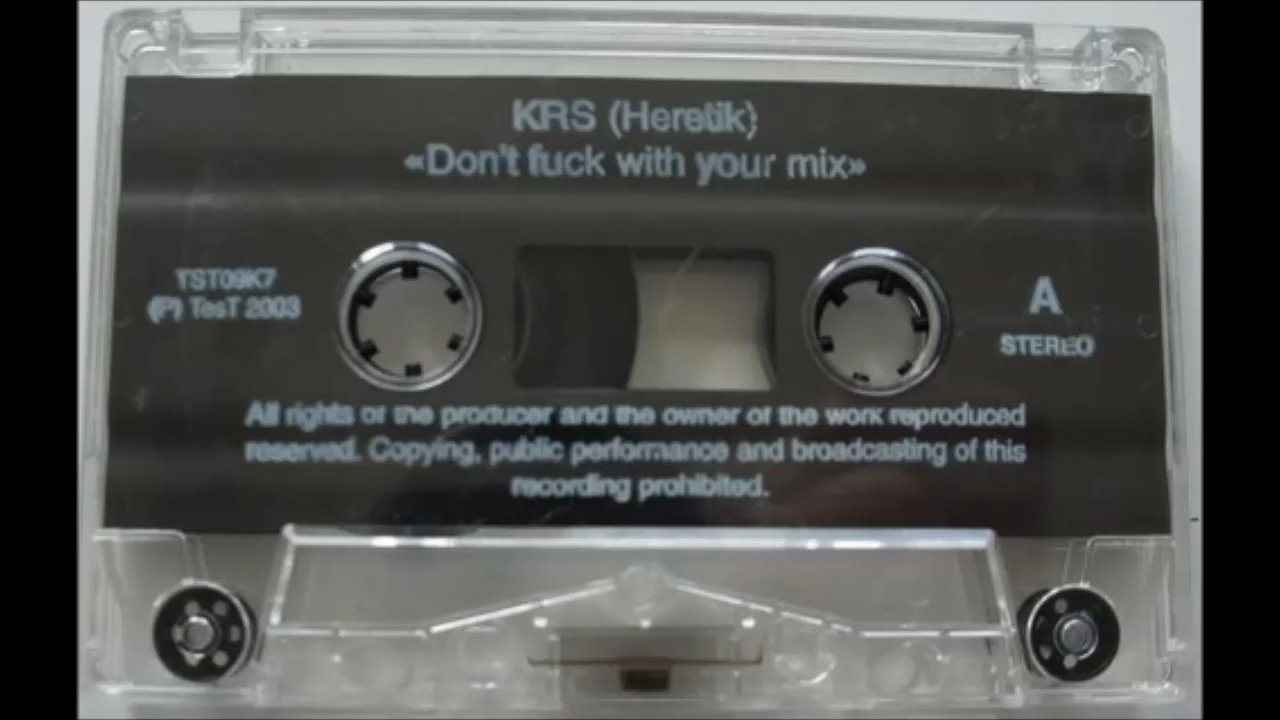 KRS (Heretik)
«Don't fuck with your mix»
TST09K7
(P) TesT 2003
A
STEREO
All rights of the producer and the owner of the work reproduced
reserved. Copying, public performance and broadcasting of this
recording prohibited.